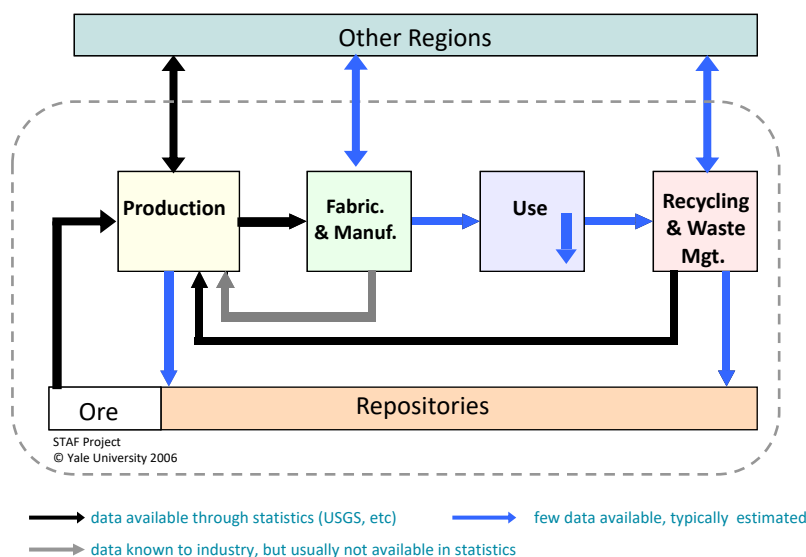 Other Regions
Production
Fabric.
& Manuf.
Use
Recycling
& Waste
Mgt.
Ore
Repositories
STAF Project
© Yale University 2006
data available through statistics (USGS, etc)
few data available, typically estimated
data known to industry, but usually not available in statistics